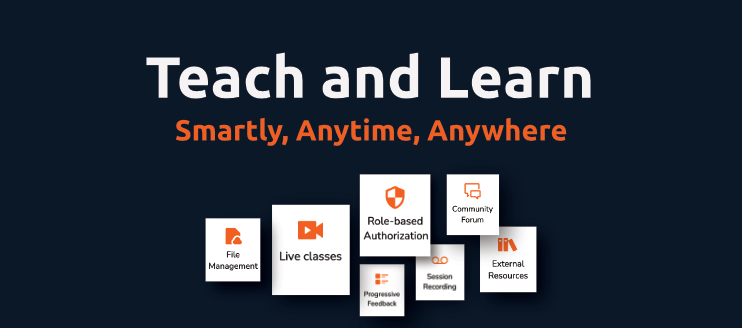 Teach and Learn
Smartly, Anytime, Anywhere
File
Management
Live classes
Role-based
Authorization
Progressive
Feedback
Session
Recording
Community
Forum
External
Resources